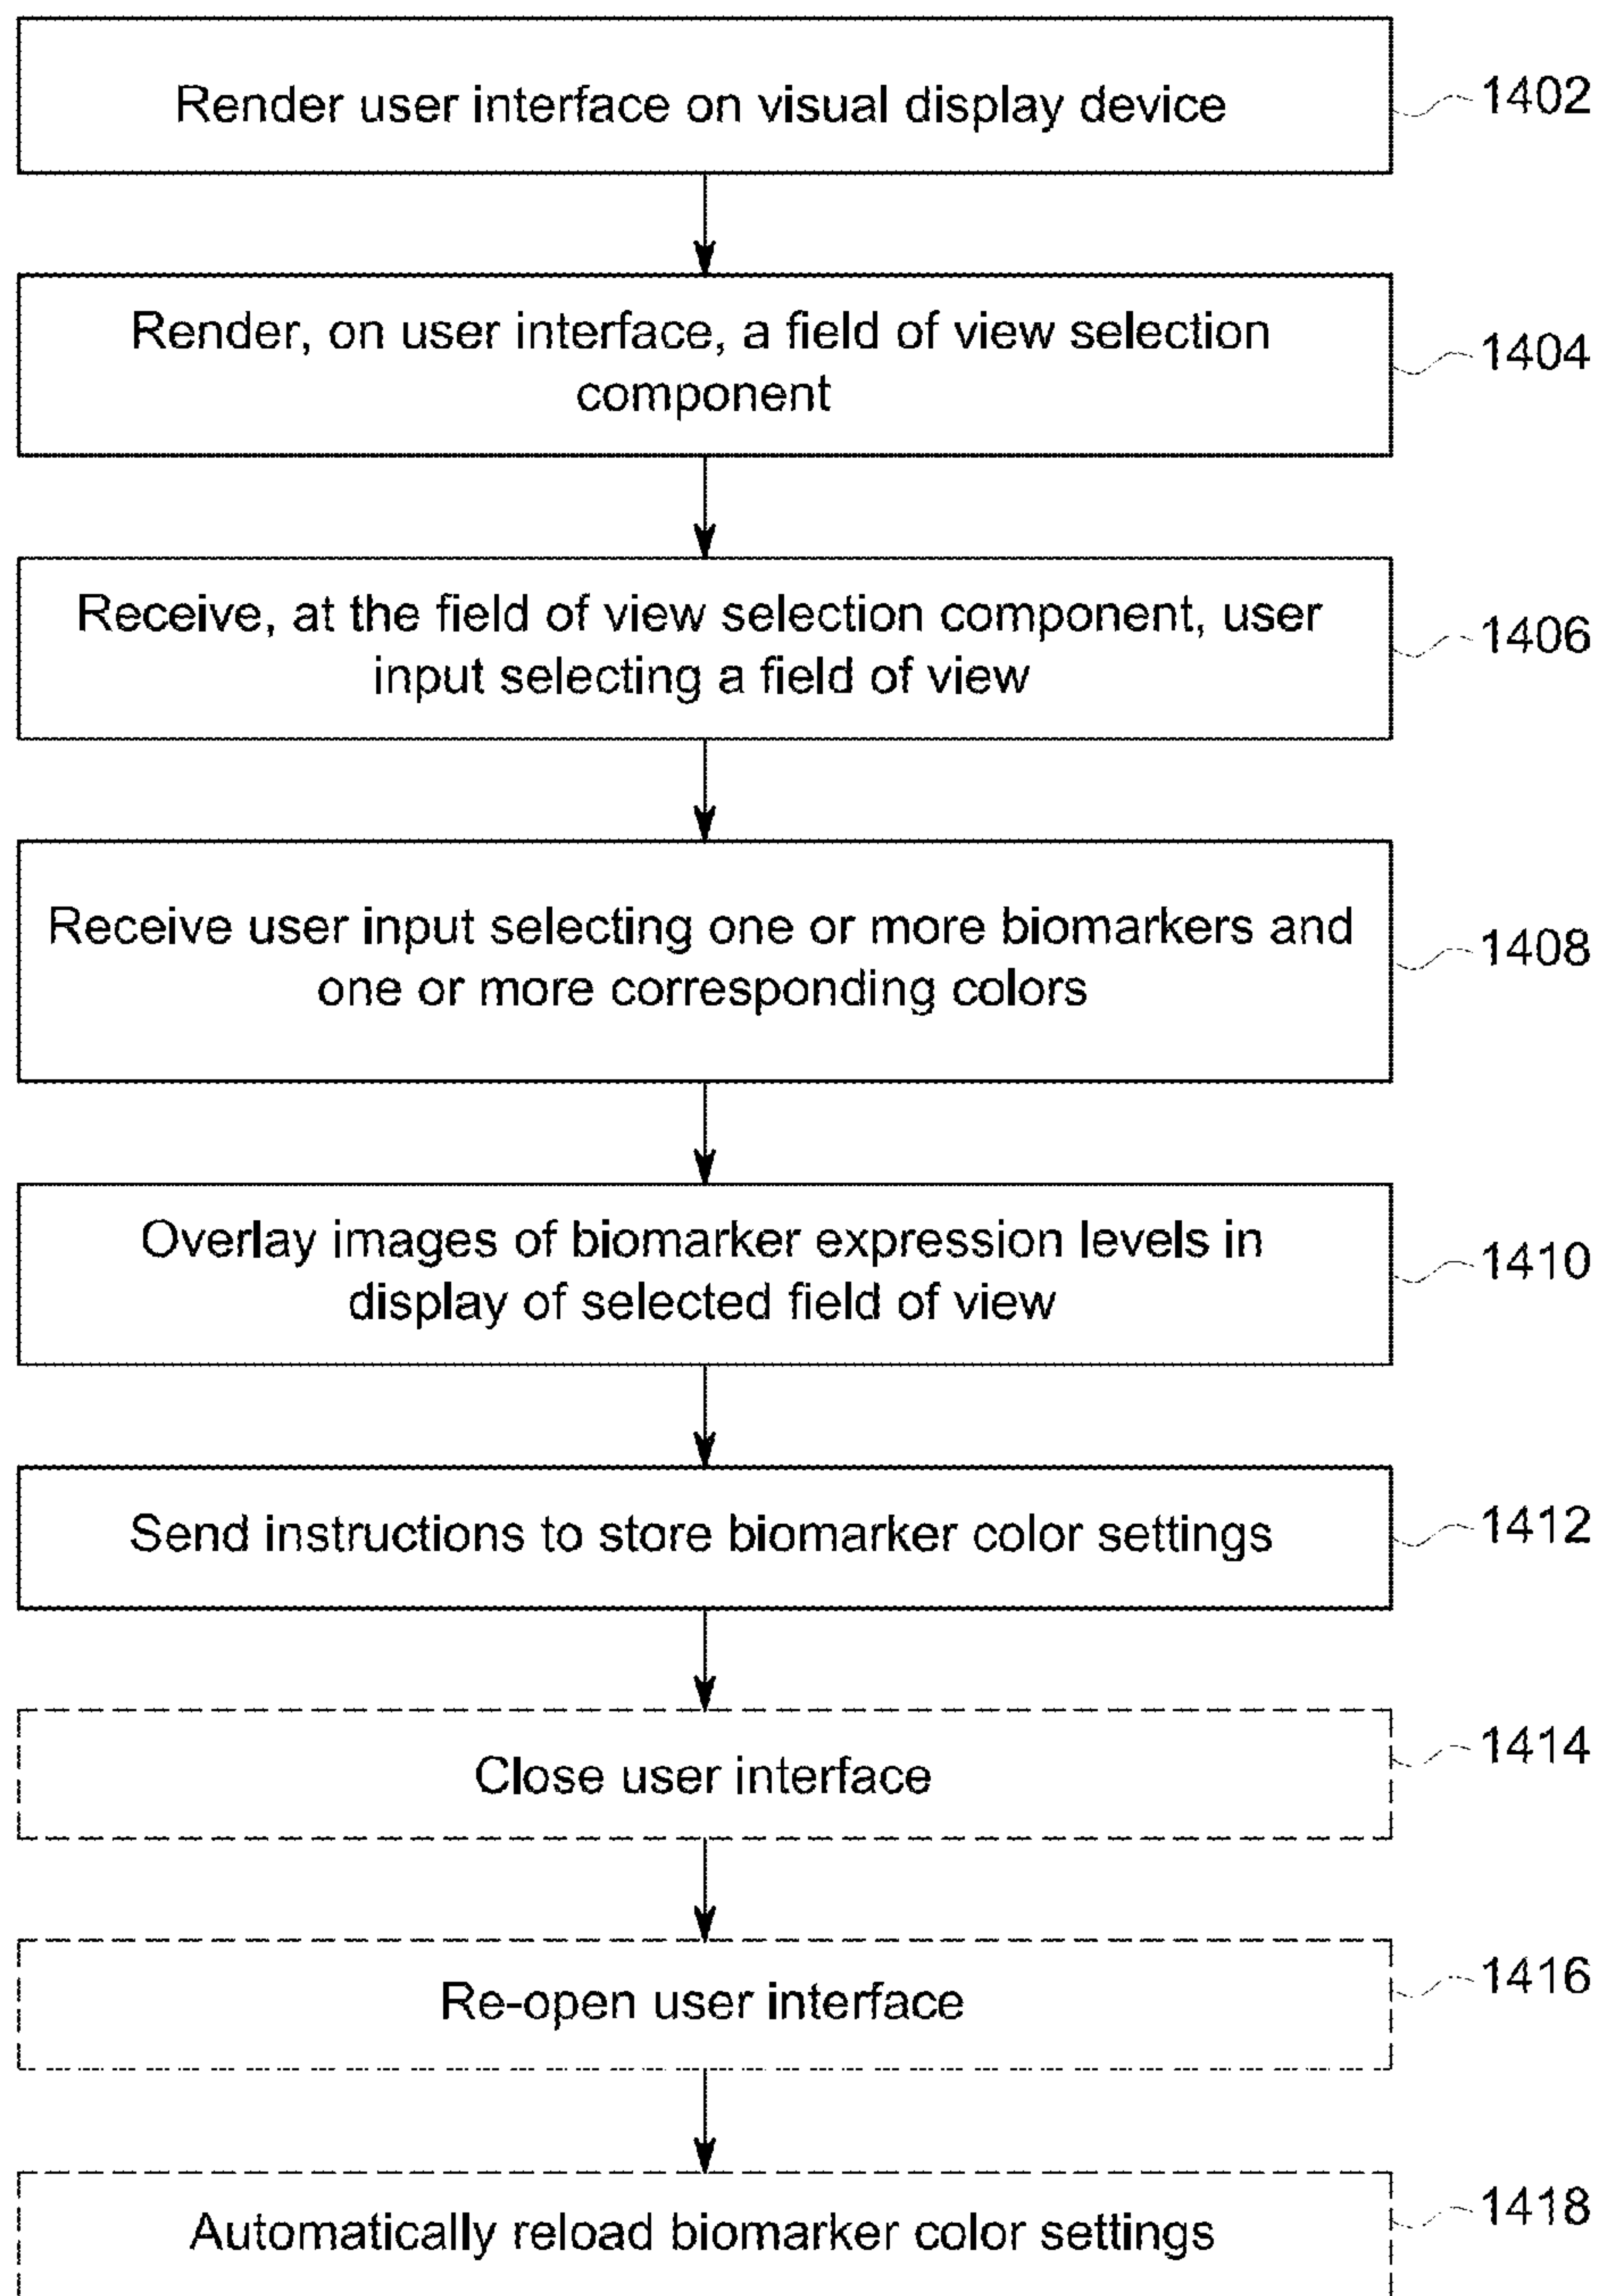 Render user interface on visual display device
1402
Render, on user interface, a field of view selection
component
1404
Receive, at the field of view selection component, user
input selecting a field of view
1406
Receive user input selecting one or more biomarkers and
one or more corresponding colors
1408
Overlay images of biomarker expression levels in
display of selected field of view
1410
Send instructions to store biomarker color settings
1412
Close user interface
1414
Re-open user interface
1416
Automatically reload biomarker color settings
1418